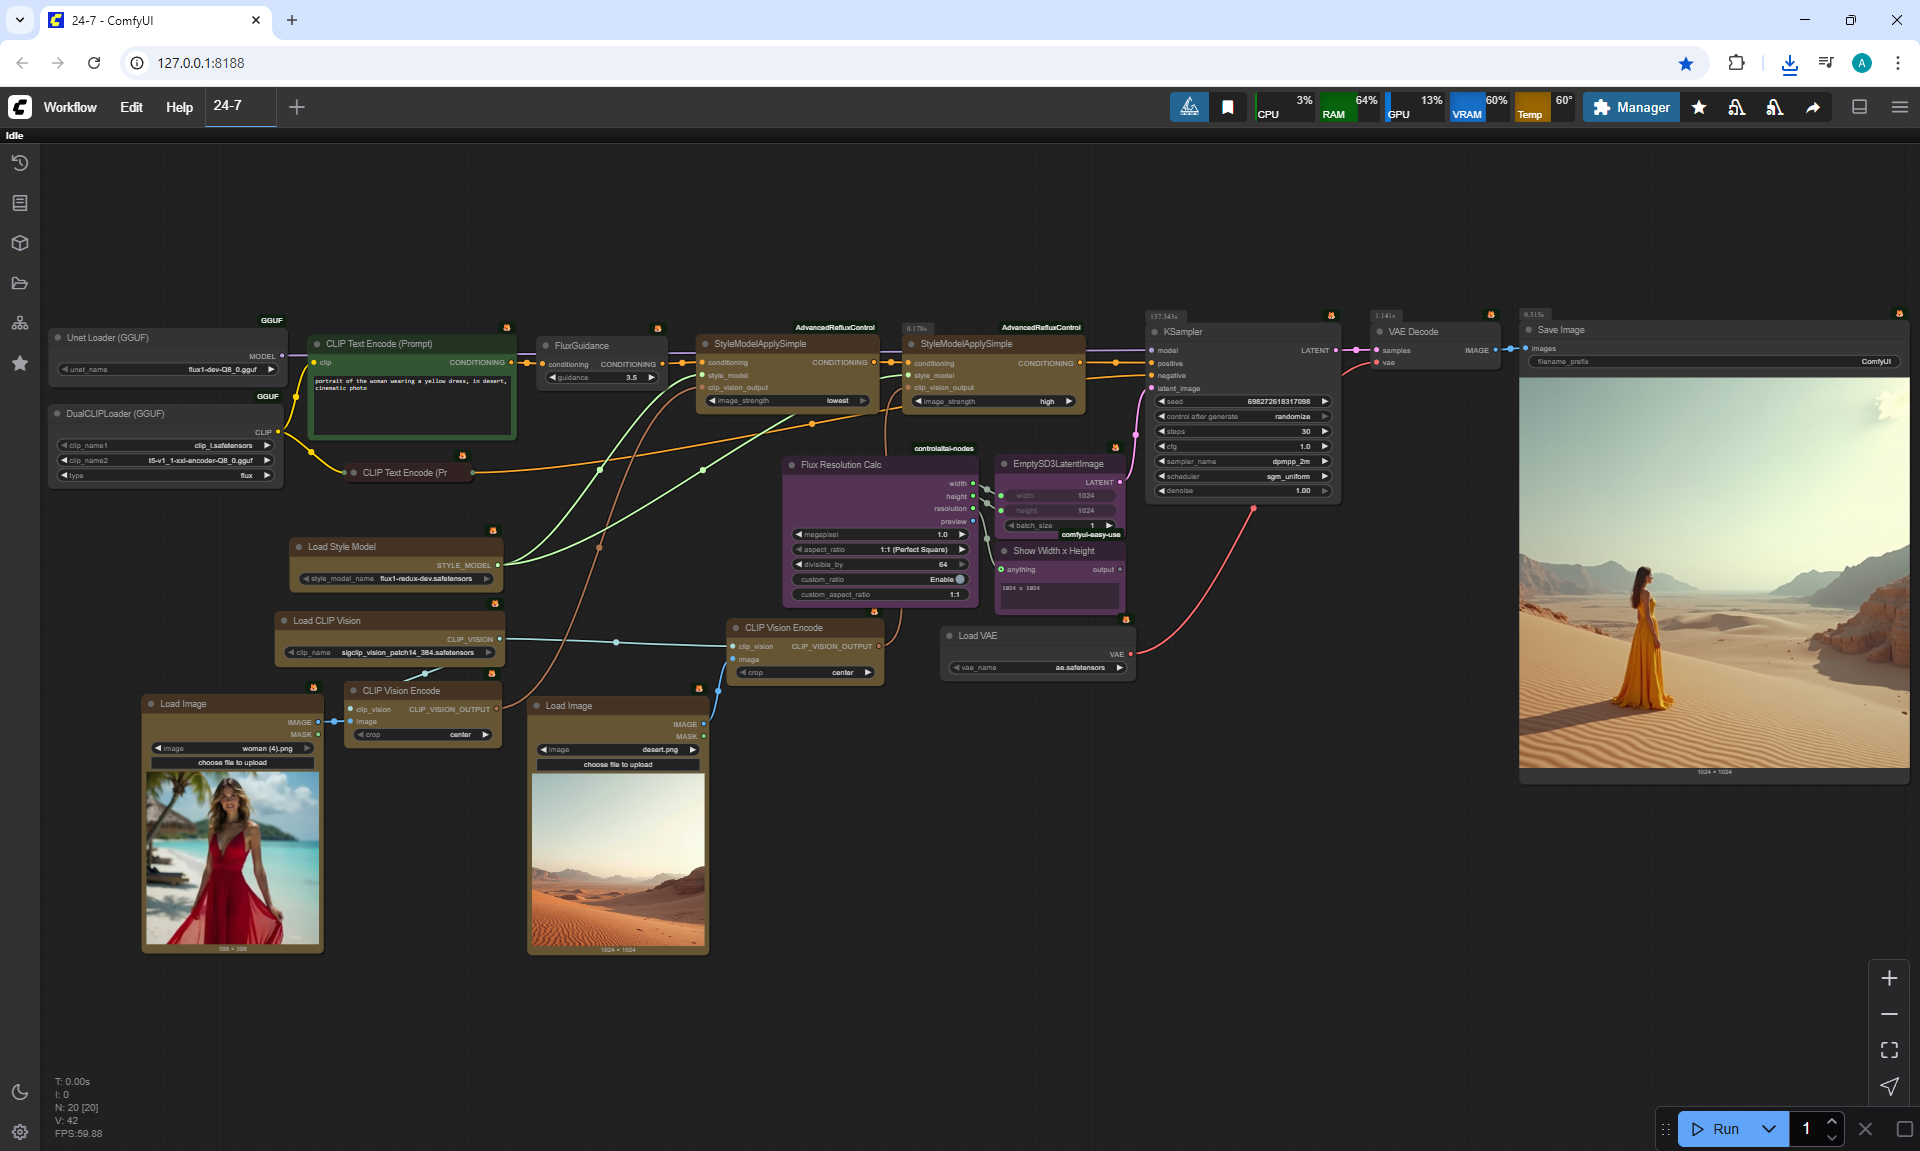 24-7 - ComfyUI
127.0.0.1:8188
A
Workflow Edit Help 24-7
CPU 3% RAM 64% GPU 13% VRAM 60% Temp 60° Manager
Idle
GGUF
Unet Loader (GGUF)
MODEL
unet_name flux1-dev-Q8_0.gguf
GGUF
DualCLIPLoader (GGUF)
CLIP
clip_name1 clip_l.safetensors
clip_name2 t5-v1_1-xxl-encoder-Q8_0.gguf
type flux
CLIP Text Encode (Prompt)
clip CONDITIONING
portrait of the woman wearing a yellow dress, in desert,
cinematic photo
CLIP Text Encode (Pr
FluxGuidance
conditioning CONDITIONING
guidance 3.5
AdvancedRefluxControl
StyleModelApplySimple
conditioning CONDITIONING
style_model
clip_vision_output
image_strength lowest
0.178s
AdvancedRefluxControl
StyleModelApplySimple
conditioning CONDITIONING
style_model
clip_vision_output
image_strength high
137.343s
KSampler
model LATENT
positive
negative
latent_image
seed 698272618317098
control after generate randomize
steps 30
cfg 1.0
sampler_name dpmpp_2m
scheduler sgm_uniform
denoise 1.00
1.141s
VAE Decode
samples IMAGE
vae
0.515s
Save Image
images
filename_prefix ComfyUI
1024 × 1024
controlaltai-nodes
Flux Resolution Calc
width
height
resolution
preview
megapixel 1.0
aspect_ratio 1:1 (Perfect Square)
divisible_by 64
custom_ratio Enable
custom_aspect_ratio 1:1
EmptySD3LatentImage
LATENT
width 1024
height 1024
batch_size 1
comfyui-easy-use
Show Width x Height
anything output
1024 x 1024
Load Style Model
STYLE_MODEL
style_model_name flux1-redux-dev.safetensors
Load CLIP Vision
CLIP_VISION
clip_name sigclip_vision_patch14_384.safetensors
CLIP Vision Encode
clip_vision CLIP_VISION_OUTPUT
image
crop center
Load VAE
VAE
vae_name ae.safetensors
CLIP Vision Encode
clip_vision CLIP_VISION_OUTPUT
image
crop center
Load Image
IMAGE
MASK
image woman (4).png
choose file to upload
398 × 398
Load Image
IMAGE
MASK
image desert.png
choose file to upload
1024 × 1024
T: 0.00s
I: 0
N: 20 [20]
V: 42
FPS:59.88
Run 1